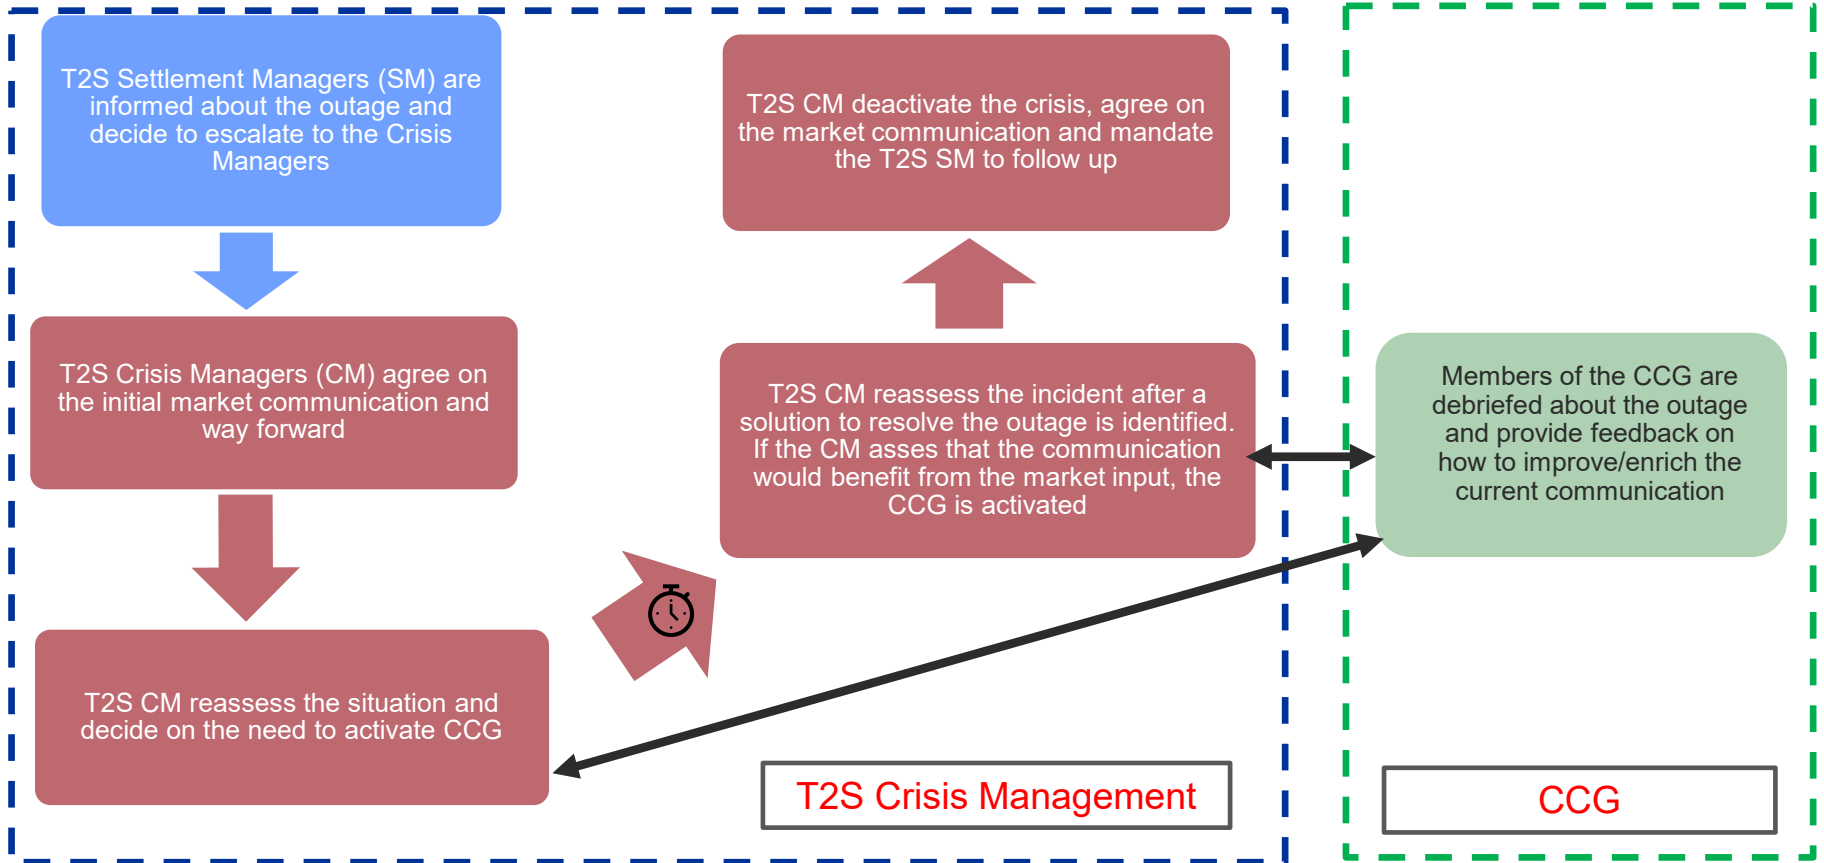 T2S Settlement Managers (SM) are
informed about the outage and
decide to escalate to the Crisis
Managers
T2S Crisis Managers (CM) agree on
the initial market communication and
way forward
T2S CM reassess the situation and
decide on the need to activate CCG
T2S CM deactivate the crisis, agree on
the market communication and mandate
the T2S SM to follow up
T2S CM reassess the incident after a
solution to resolve the outage is identified.
If the CM asses that the communication
would benefit from the market input, the
CCG is activated
T2S Crisis Management
Members of the CCG are
debriefed about the outage
and provide feedback on
how to improve/enrich the
current communication
CCG